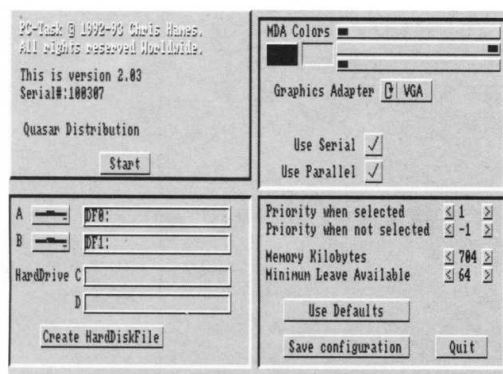 PC-Task © 1992-93 Chris Hames.
All rights reserved Worldwide.
This is version 2.03
Serial#:100307
Quasar Distribution
Start
MDA Colors
Graphics Adapter VGA
Use Serial ✓
Use Parallel ✓
A DF0:
B DF1:
HardDrive C
D
Create HardDiskFile
Priority when selected < 1 >
Priority when not selected < -1 >
Memory Kilobytes < 704 >
Minimum Leave Available < 64 >
Use Defaults
Save configuration Quit